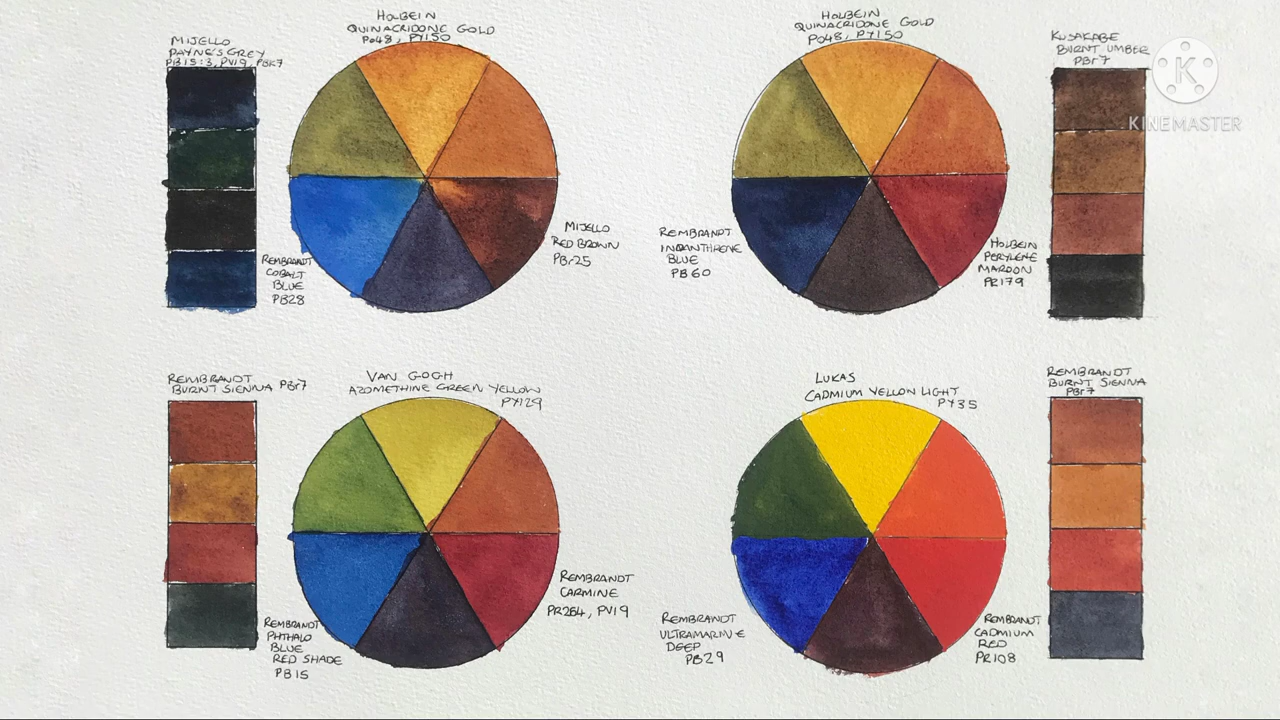 MIJELLO
PAYNE'S GREY
PB15:3, PV19, PBK7
HOLBEIN
QUINACRIDONE GOLD
PO48, PY150
REMBRANDT
COBALT
BLUE
PB28
MIJELLO
RED BROWN
PBr25
HOLBEIN
QUINACRIDONE GOLD
PO48, PY150
KUSAKABE
BURNT UMBER
PBr7
K
KINEMASTER
REMBRANDT
INDANTHRENE
BLUE
PB60
HOLBEIN
PERYLENE
MAROON
PR179
REMBRANDT
BURNT SIENNA PBr7
VAN GOGH
AZOMETHINE GREEN YELLOW
PY129
REMBRANDT
PHTHALO
BLUE
RED SHADE
PB15
REMBRANDT
CARMINE
PR264, PV19
LUKAS
CADMIUM YELLOW LIGHT
PY35
REMBRANDT
BURNT SIENNA
PBr7
REMBRANDT
ULTRAMARINE
DEEP
PB29
REMBRANDT
CADMIUM
RED
PR108